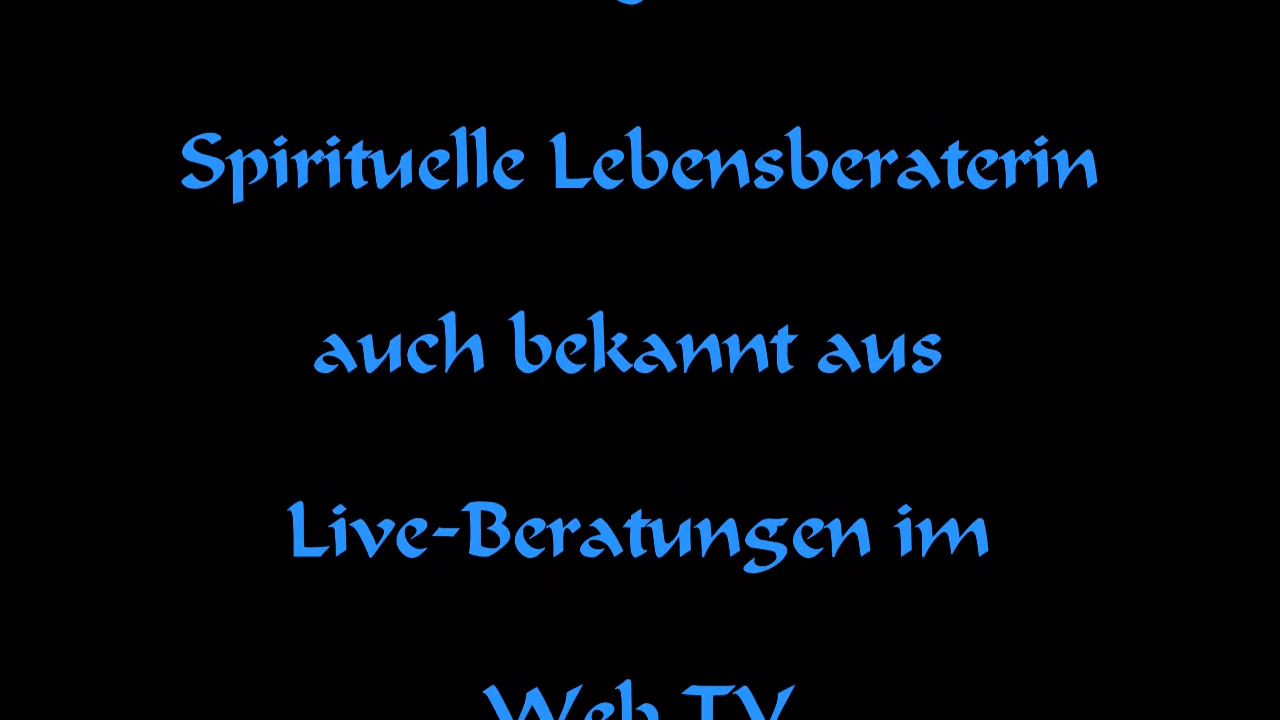 Spirituelle Lebensberaterin
auch bekannt aus
Live-Beratungen im
Web TV